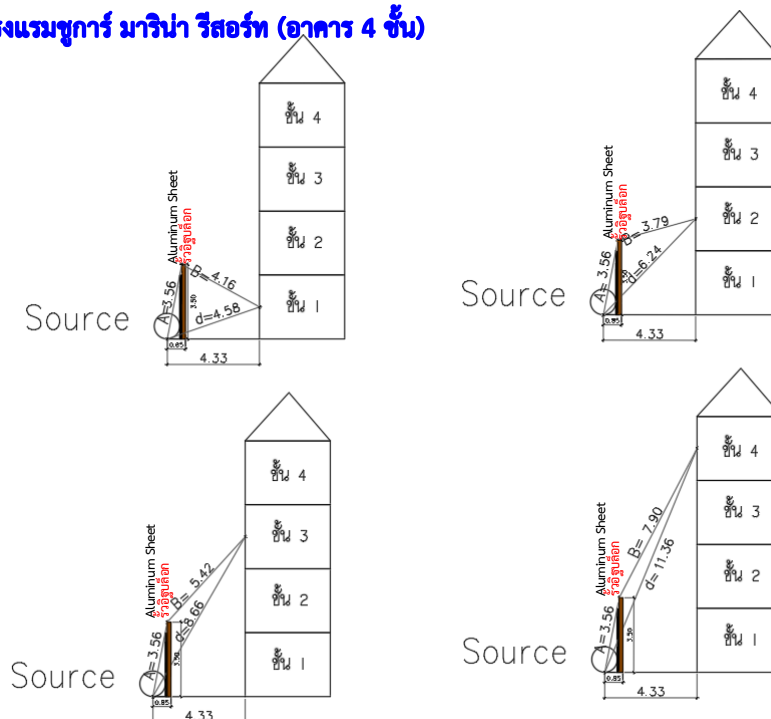 รงแรมชูการ์ มาริน่า รีสอร์ท (อาคาร 4 ชั้น)
ชั้น 4
ชั้น 3
ชั้น 2
ชั้น 1
Aluminum Sheet
รั้วอิฐบล็อก
A=3.56
B= 4.16
3.50
d=4.58
Source
0.85
4.33
ชั้น 4
ชั้น 3
ชั้น 2
ชั้น 1
Aluminum Sheet
รั้วอิฐบล็อก
A= 3.56
B= 3.79
d=6.24
Source
0.85
4.33
ชั้น 4
ชั้น 3
ชั้น 2
ชั้น 1
Aluminum Sheet
รั้วอิฐบล็อก
A= 3.56
B= 5.42
d=8.66
3.50
Source
0.85
4.33
ชั้น 4
ชั้น 3
ชั้น 2
ชั้น 1
Aluminum Sheet
รั้วอิฐบล็อก
A= 3.56
B= 7.90
d= 11.36
3.50
Source
0.85
4.33